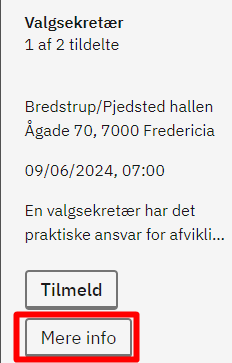 Valgsekretær
1 af 2 tildelte
Bredstrup/Pjedsted hallen
Ågade 70, 7000 Fredericia
09/06/2024, 07:00
En valgsekretær har det
praktiske ansvar for afvikli...
Tilmeld
Mere info